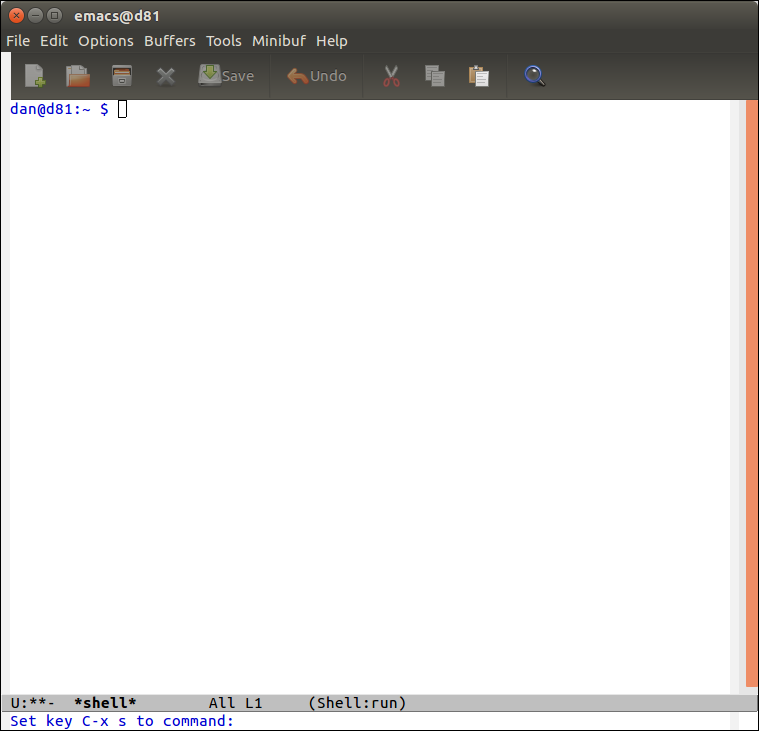 emacs@d81
File Edit Options Buffers Tools Minibuf Help
Save Undo
dan@d81:~ $
U:**-  *shell*        All L1     (Shell:run)
Set key C-x s to command: